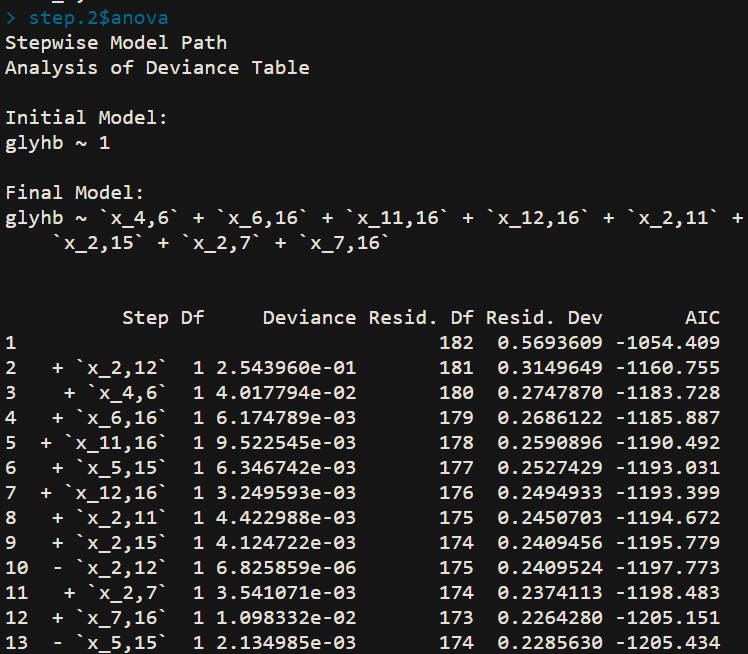 > step.2$anova
Stepwise Model Path
Analysis of Deviance Table

Initial Model:
glyhb ~ 1

Final Model:
glyhb ~ `x_4,6` + `x_6,16` + `x_11,16` + `x_12,16` + `x_2,11` +
    `x_2,15` + `x_2,7` + `x_7,16`


          Step Df     Deviance Resid. Df Resid. Dev       AIC
1                                    182  0.5693609 -1054.409
2   + `x_2,12`  1 2.543960e-01       181  0.3149649 -1160.755
3    + `x_4,6`  1 4.017794e-02       180  0.2747870 -1183.728
4   + `x_6,16`  1 6.174789e-03       179  0.2686122 -1185.887
5  + `x_11,16`  1 9.522545e-03       178  0.2590896 -1190.492
6   + `x_5,15`  1 6.346742e-03       177  0.2527429 -1193.031
7  + `x_12,16`  1 3.249593e-03       176  0.2494933 -1193.399
8   + `x_2,11`  1 4.422988e-03       175  0.2450703 -1194.672
9   + `x_2,15`  1 4.124722e-03       174  0.2409456 -1195.779
10  - `x_2,12`  1 6.825859e-06       175  0.2409524 -1197.773
11   + `x_2,7`  1 3.541071e-03       174  0.2374113 -1198.483
12  + `x_7,16`  1 1.098332e-02       173  0.2264280 -1205.151
13  - `x_5,15`  1 2.134985e-03       174  0.2285630 -1205.434